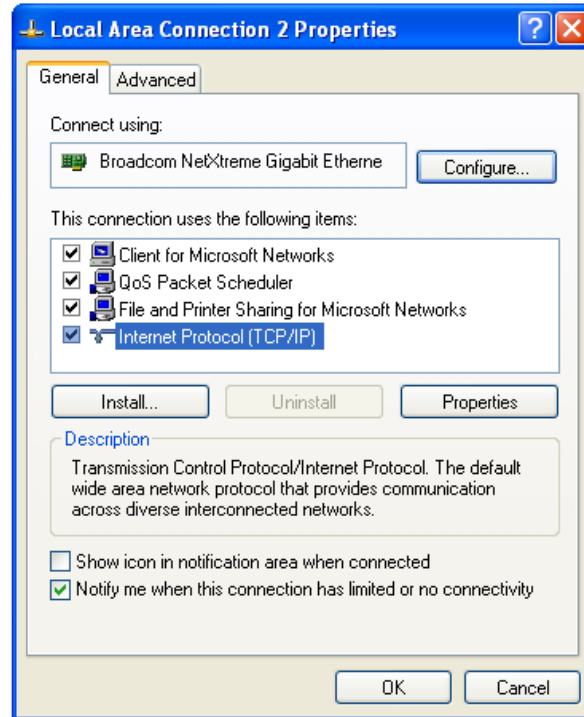 Local Area Connection 2 Properties
General
Advanced
Connect using:
Broadcom NetXtreme Gigabit Etherne
Configure...
This connection uses the following items:
Client for Microsoft Networks
QoS Packet Scheduler
File and Printer Sharing for Microsoft Networks
Internet Protocol (TCP/IP)
Install...
Uninstall
Properties
Description
Transmission Control Protocol/Internet Protocol. The default
wide area network protocol that provides communication
across diverse interconnected networks.
Show icon in notification area when connected
Notify me when this connection has limited or no connectivity
OK
Cancel